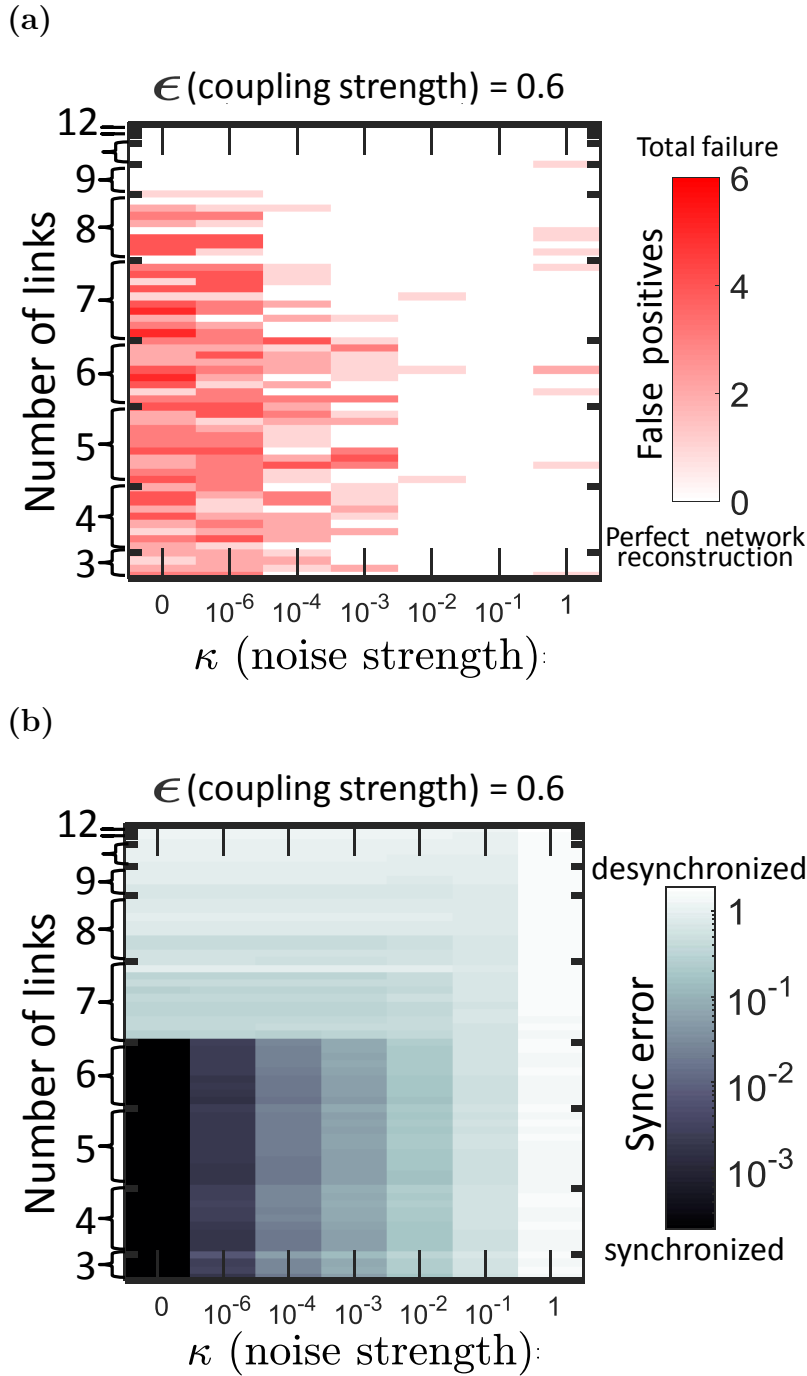 (a)
ϵ (coupling strength) = 0.6
12
9
8
7
6
5
4
3
Number of links
0 10^-6 10^-4 10^-3 10^-2 10^-1 1
κ (noise strength)
Total failure
6
4
2
0
False positives
Perfect network
reconstruction
(b)
ϵ (coupling strength) = 0.6
12
9
8
7
6
5
4
3
Number of links
0 10^-6 10^-4 10^-3 10^-2 10^-1 1
κ (noise strength)
desynchronized
1
10^-1
10^-2
10^-3
Sync error
synchronized